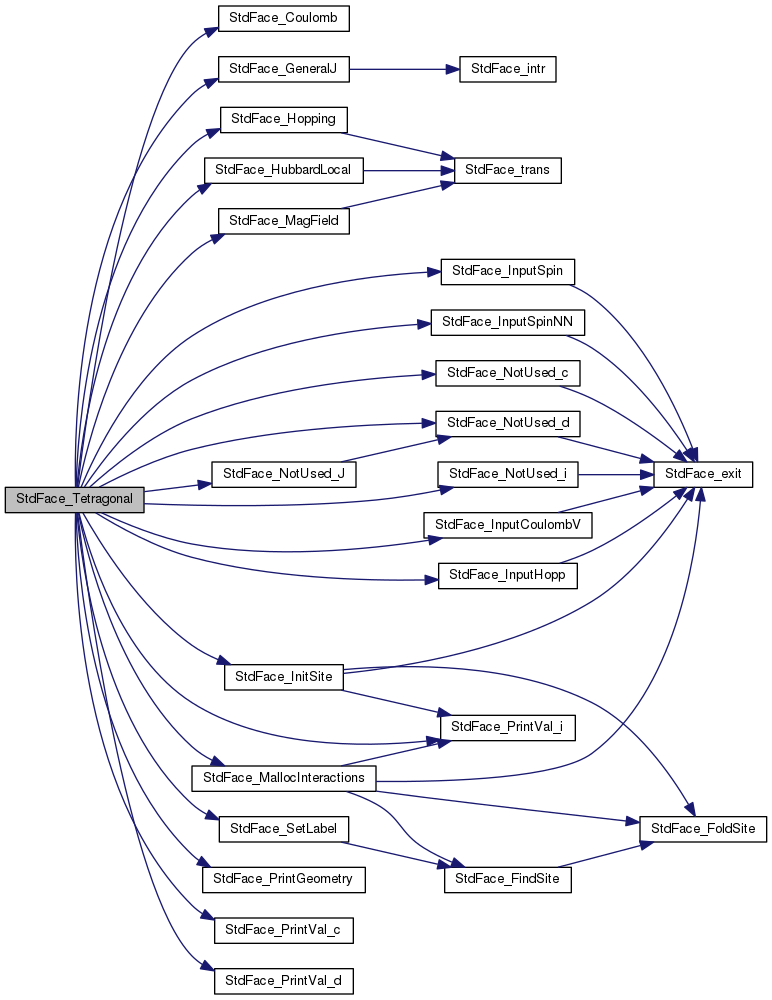 StdFace_Coulomb
StdFace_GeneralJ
StdFace_intr
StdFace_Hopping
StdFace_HubbardLocal
StdFace_trans
StdFace_MagField
StdFace_InputSpin
StdFace_InputSpinNN
StdFace_NotUsed_c
StdFace_NotUsed_d
StdFace_NotUsed_J
StdFace_NotUsed_i
StdFace_exit
StdFace_Tetragonal
StdFace_InputCoulombV
StdFace_InputHopp
StdFace_InitSite
StdFace_PrintVal_i
StdFace_MallocInteractions
StdFace_SetLabel
StdFace_FoldSite
StdFace_PrintGeometry
StdFace_FindSite
StdFace_PrintVal_c
StdFace_PrintVal_d